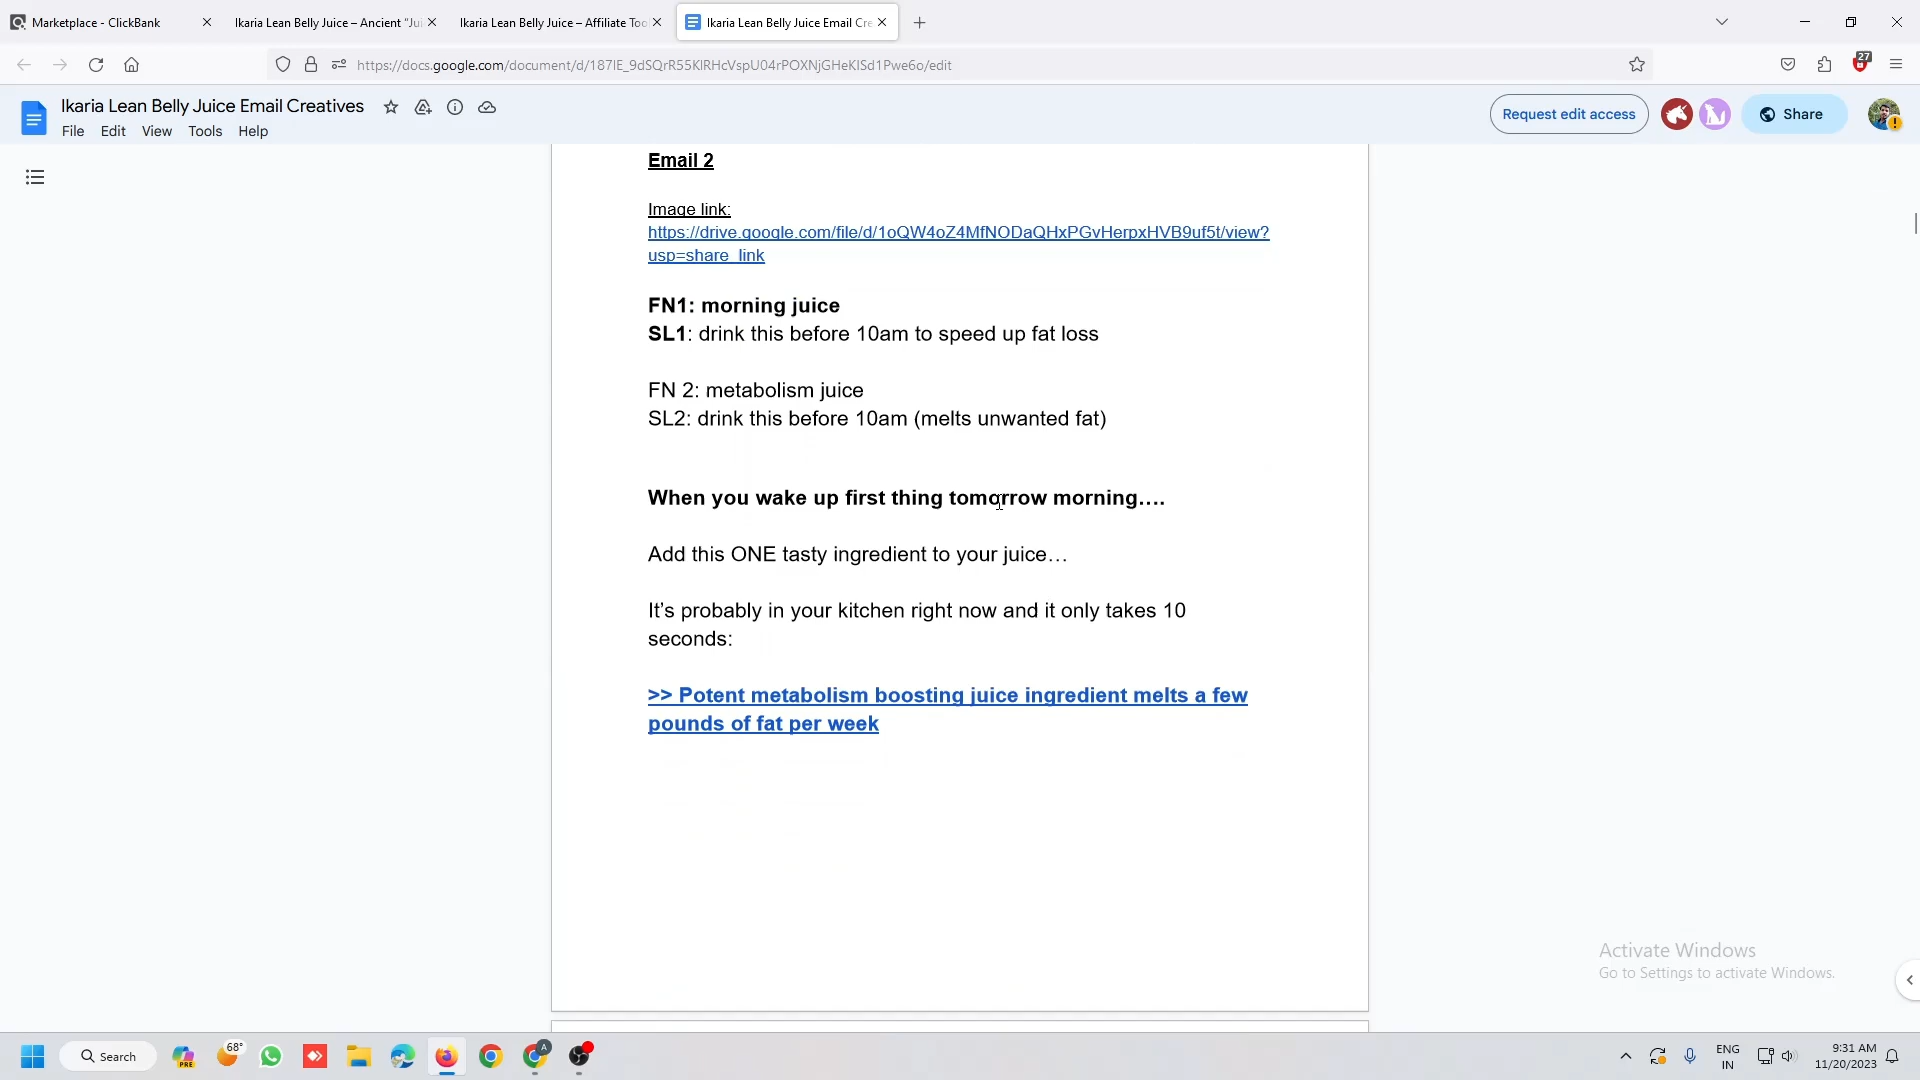 Marketplace - ClickBank
Ikaria Lean Belly Juice – Ancient "Jui
Ikaria Lean Belly Juice – Affiliate Too
Ikaria Lean Belly Juice Email Cre
https://docs.google.com/document/d/187IE_9dSQrR55KlRHcVspU04rPOXNjGHeKISd1Pwe6o/edit
27
Ikaria Lean Belly Juice Email Creatives
File Edit View Tools Help
Request edit access
Share
Email 2
Image link:
https://drive.google.com/file/d/1oQW4oZ4MfNODaQHxPGvHerpxHVB9uf5t/view?
usp=share_link
FN1: morning juice
SL1: drink this before 10am to speed up fat loss
FN 2: metabolism juice
SL2: drink this before 10am (melts unwanted fat)
When you wake up first thing tomorrow morning….
Add this ONE tasty ingredient to your juice…
It’s probably in your kitchen right now and it only takes 10
seconds:
>> Potent metabolism boosting juice ingredient melts a few
pounds of fat per week
Activate Windows
Go to Settings to activate Windows.
Search
PRE
68°
A
ENG
IN
9:31 AM
11/20/2023